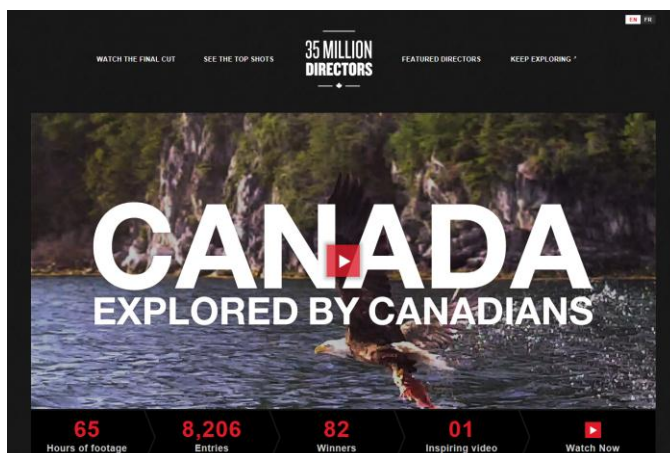 EN FR
WATCH THE FINAL CUT SEE THE TOP SHOTS 35 MILLION DIRECTORS FEATURED DIRECTORS KEEP EXPLORING
CANADA
EXPLORED BY CANADIANS
65 8,206 82 01
Hours of footage Entries Winners Inspiring video Watch Now